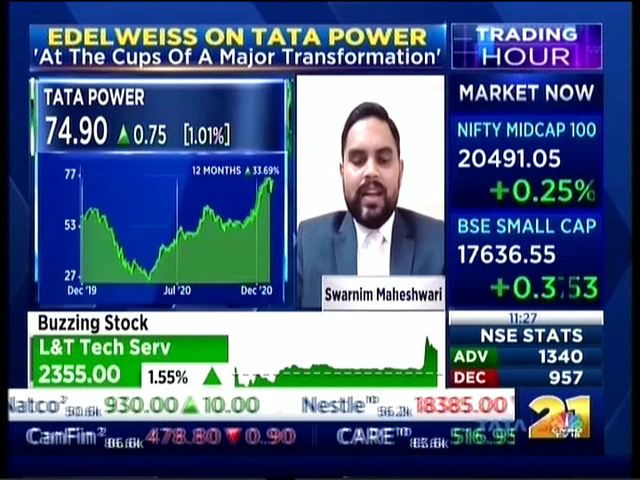 EDELWEISS ON TATA POWER
'At The Cups Of A Major Transformation'
TRADING
HOUR
TATA POWER
74.90 ▲ 0.75 [1.01%]
12 MONTHS ▲ 33.69%
77
53
27
Dec '19
Jul '20
Dec '20
Swarnim Maheshwari
MARKET NOW
NIFTY MIDCAP 100
20491.05
+0.25%
BSE SMALL CAP
17636.55
11:27
NSE STATS
ADV 1340
DEC 957
Buzzing Stock
L&T Tech Serv
2355.00 1.55% ▲
Natco 930.00 ▲ 10.00 Nestle 18385.00
CamFin 478.80 ▼ 0.90 CARE 516.95
21